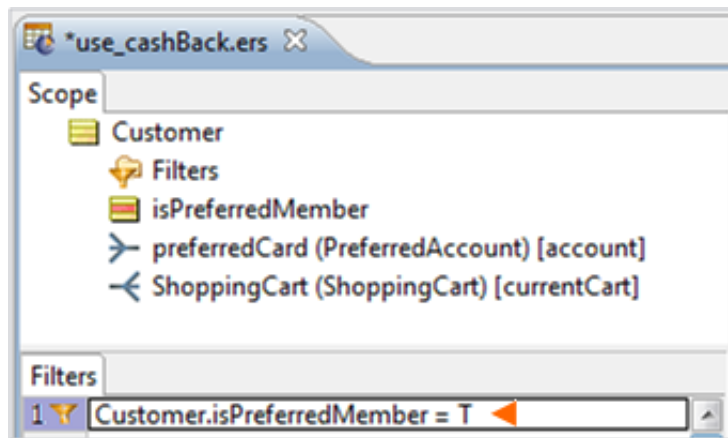 *use_cashBack.ers
Scope
Customer
Filters
isPreferredMember
preferredCard (PreferredAccount) [account]
ShoppingCart (ShoppingCart) [currentCart]
Filters
1 Customer.isPreferredMember = T